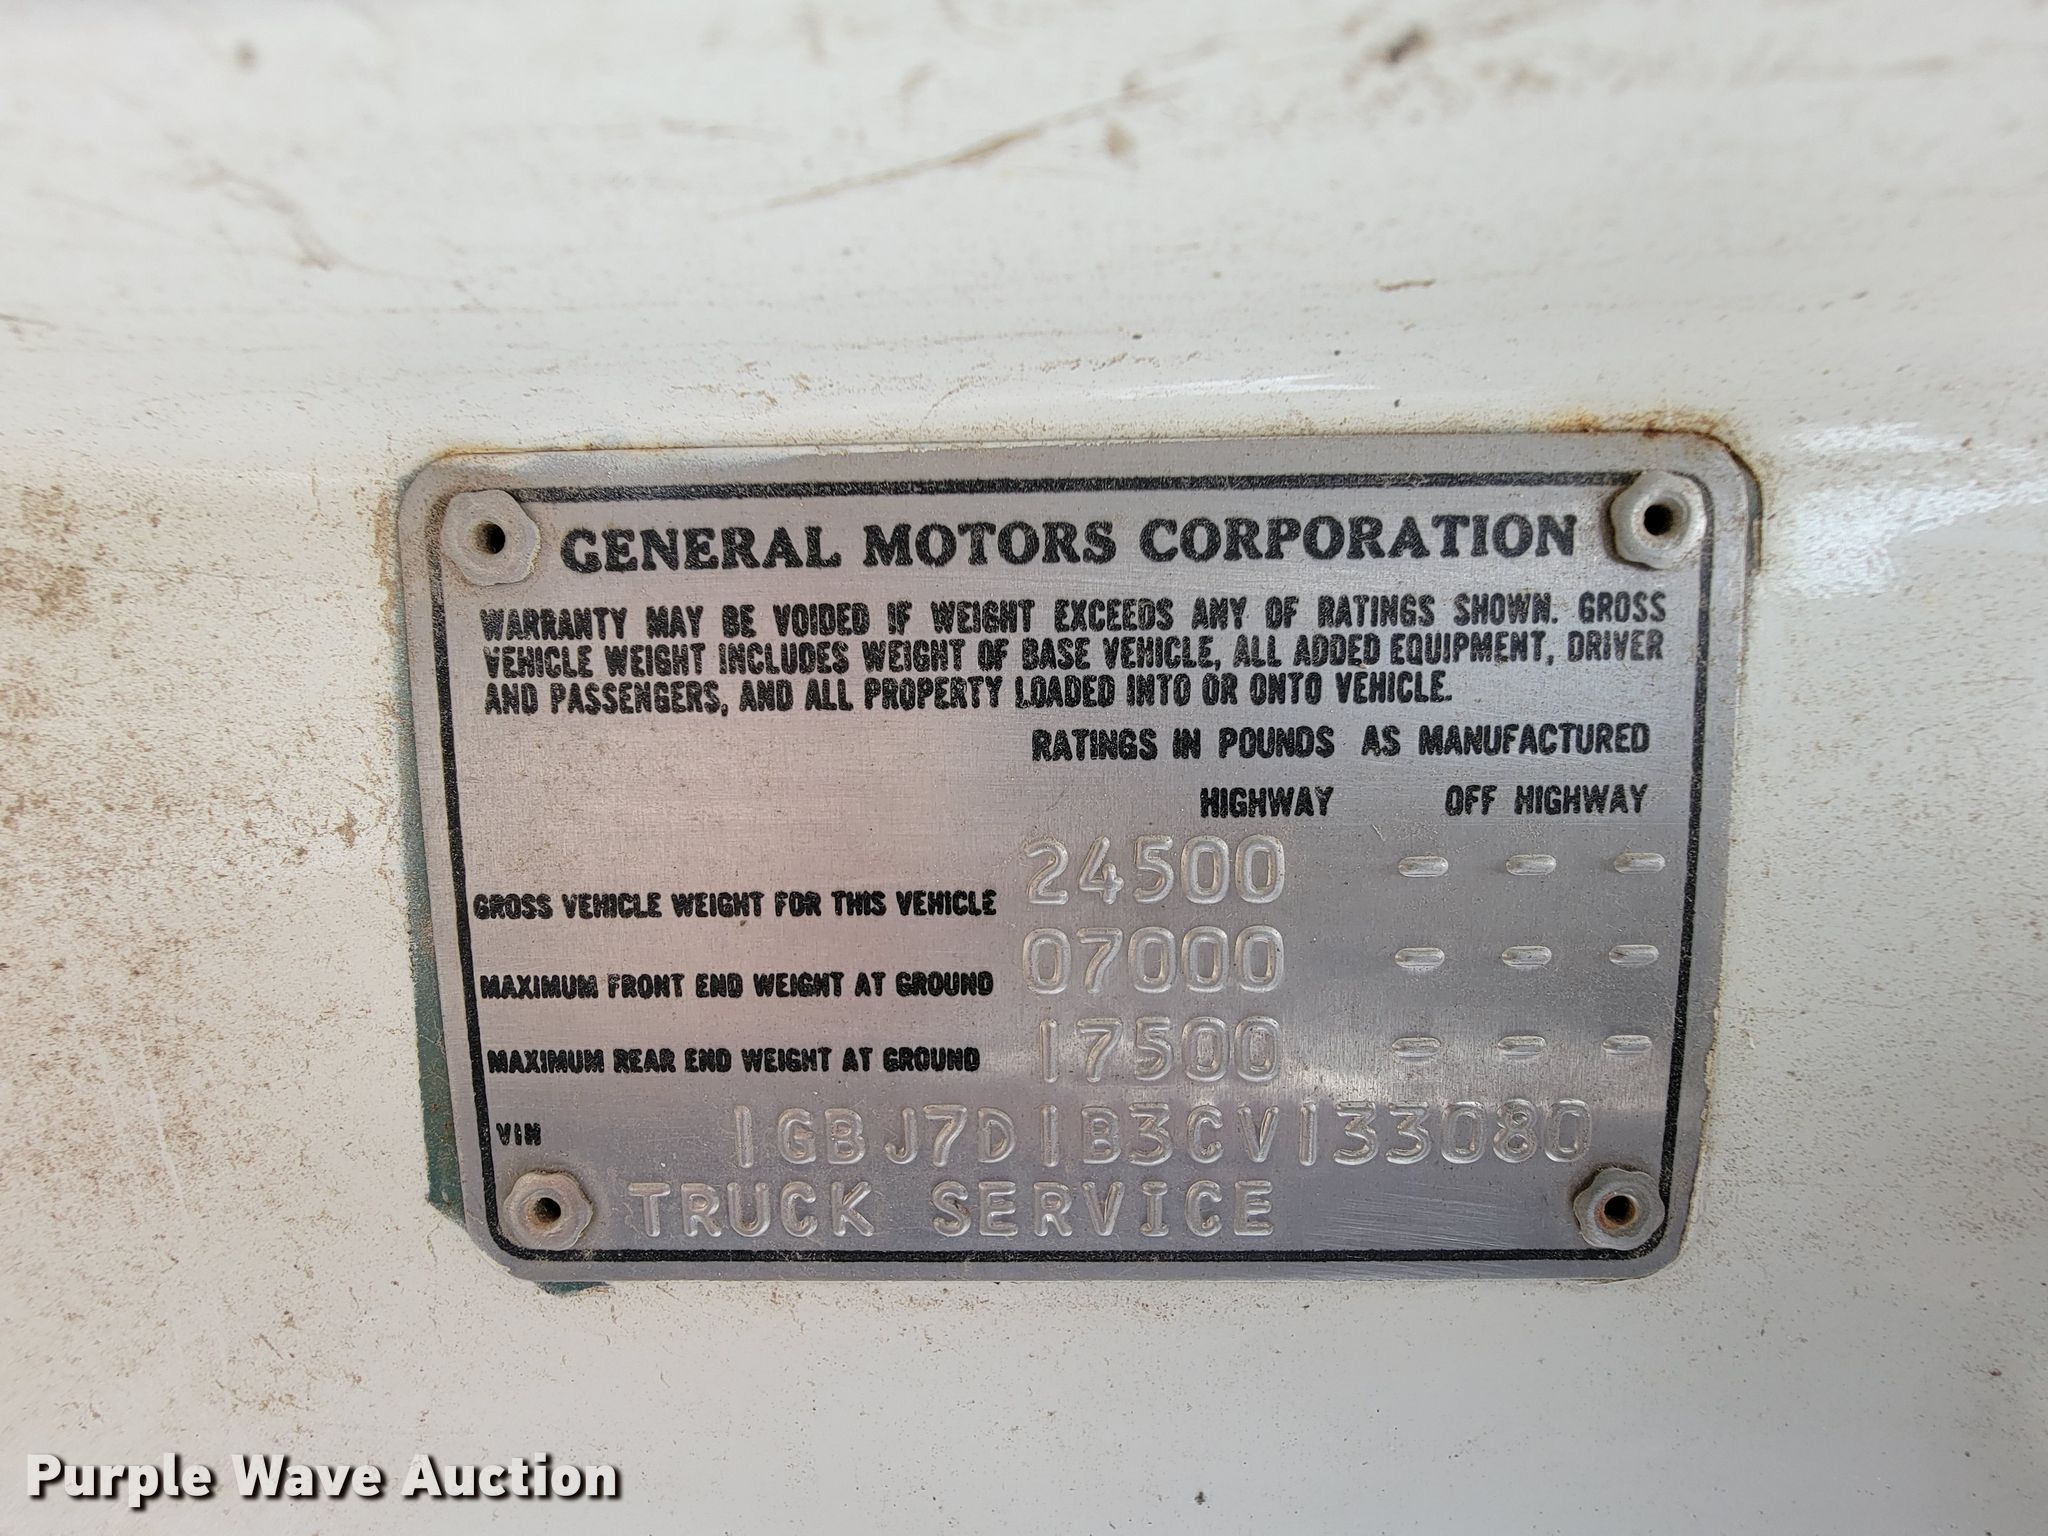 GENERAL MOTORS CORPORATION
WARRANTY MAY BE VOIDED IF WEIGHT EXCEEDS ANY OF RATINGS SHOWN. GROSS
VEHICLE WEIGHT INCLUDES WEIGHT OF BASE VEHICLE, ALL ADDED EQUIPMENT, DRIVER
AND PASSENGERS, AND ALL PROPERTY LOADED INTO OR ONTO VEHICLE.
RATINGS IN POUNDS AS MANUFACTURED
HIGHWAY OFF HIGHWAY
GROSS VEHICLE WEIGHT FOR THIS VEHICLE 24500 - - -
MAXIMUM FRONT END WEIGHT AT GROUND 07000 - - -
MAXIMUM REAR END WEIGHT AT GROUND 17500 - - -
VIN 1GBJ7D1B3CV133080
TRUCK SERVICE
Purple Wave Auction